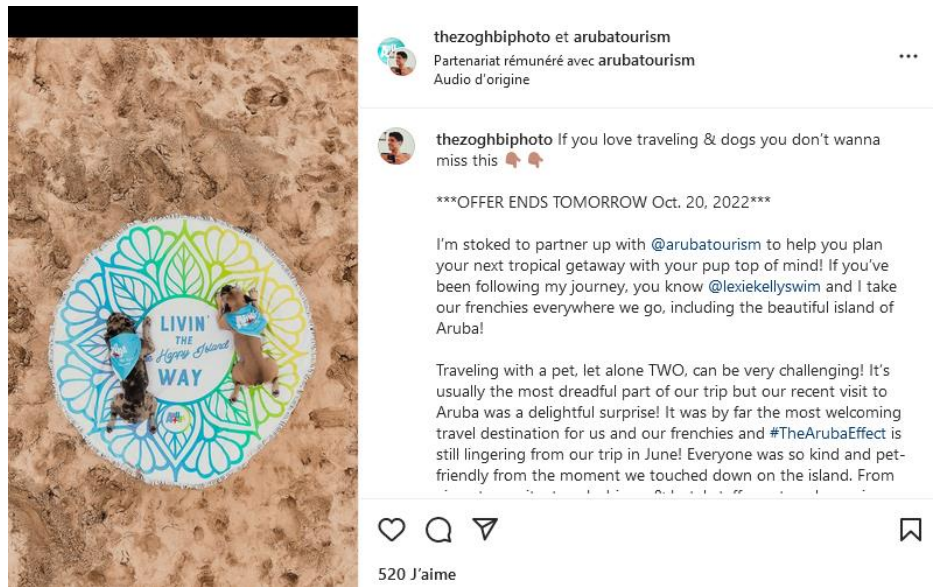 thezoghbiphoto et arubatourism
Partenariat rémunéré avec arubatourism
Audio d'origine
thezoghbiphoto If you love traveling & dogs you don't wanna
miss this 👇🏽 👇🏽
***OFFER ENDS TOMORROW Oct. 20, 2022***
I'm stoked to partner up with @arubatourism to help you plan
your next tropical getaway with your pup top of mind! If you've
been following my journey, you know @lexiekellyswim and I take
our frenchies everywhere we go, including the beautiful island of
Aruba!
Traveling with a pet, let alone TWO, can be very challenging! It's
usually the most dreadful part of our trip but our recent visit to
Aruba was a delightful surprise! It was by far the most welcoming
travel destination for us and our frenchies and #TheArubaEffect is
still lingering from our trip in June! Everyone was so kind and pet-
friendly from the moment we touched down on the island. From
520 J'aime
LIVIN'
THE
Happy Island
WAY